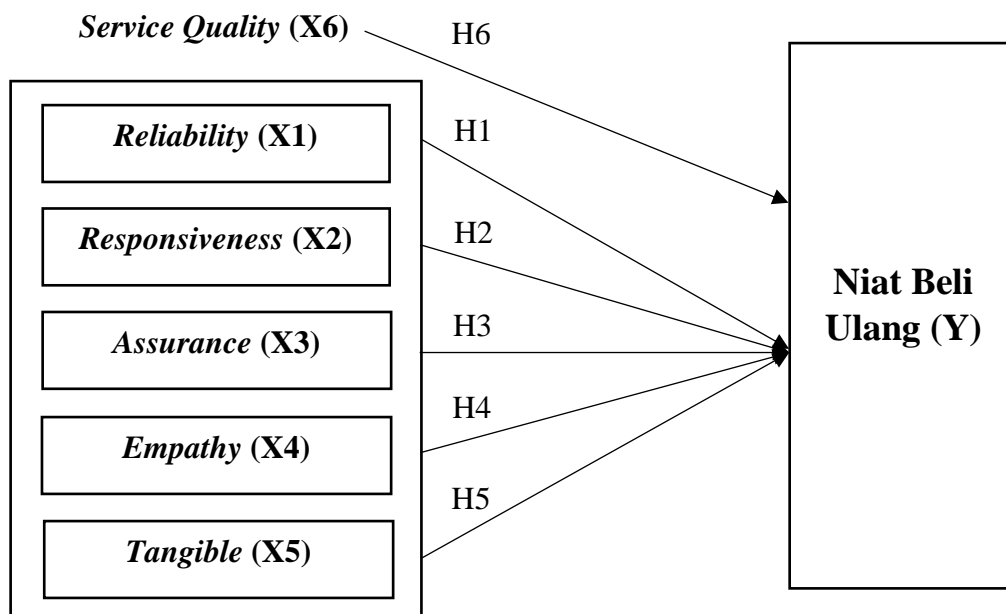 Service Quality (X6)
H6
Reliability (X1)
H1
Responsiveness (X2)
H2
Assurance (X3)
H3
Empathy (X4)
H4
Tangible (X5)
H5
Niat Beli
Ulang (Y)